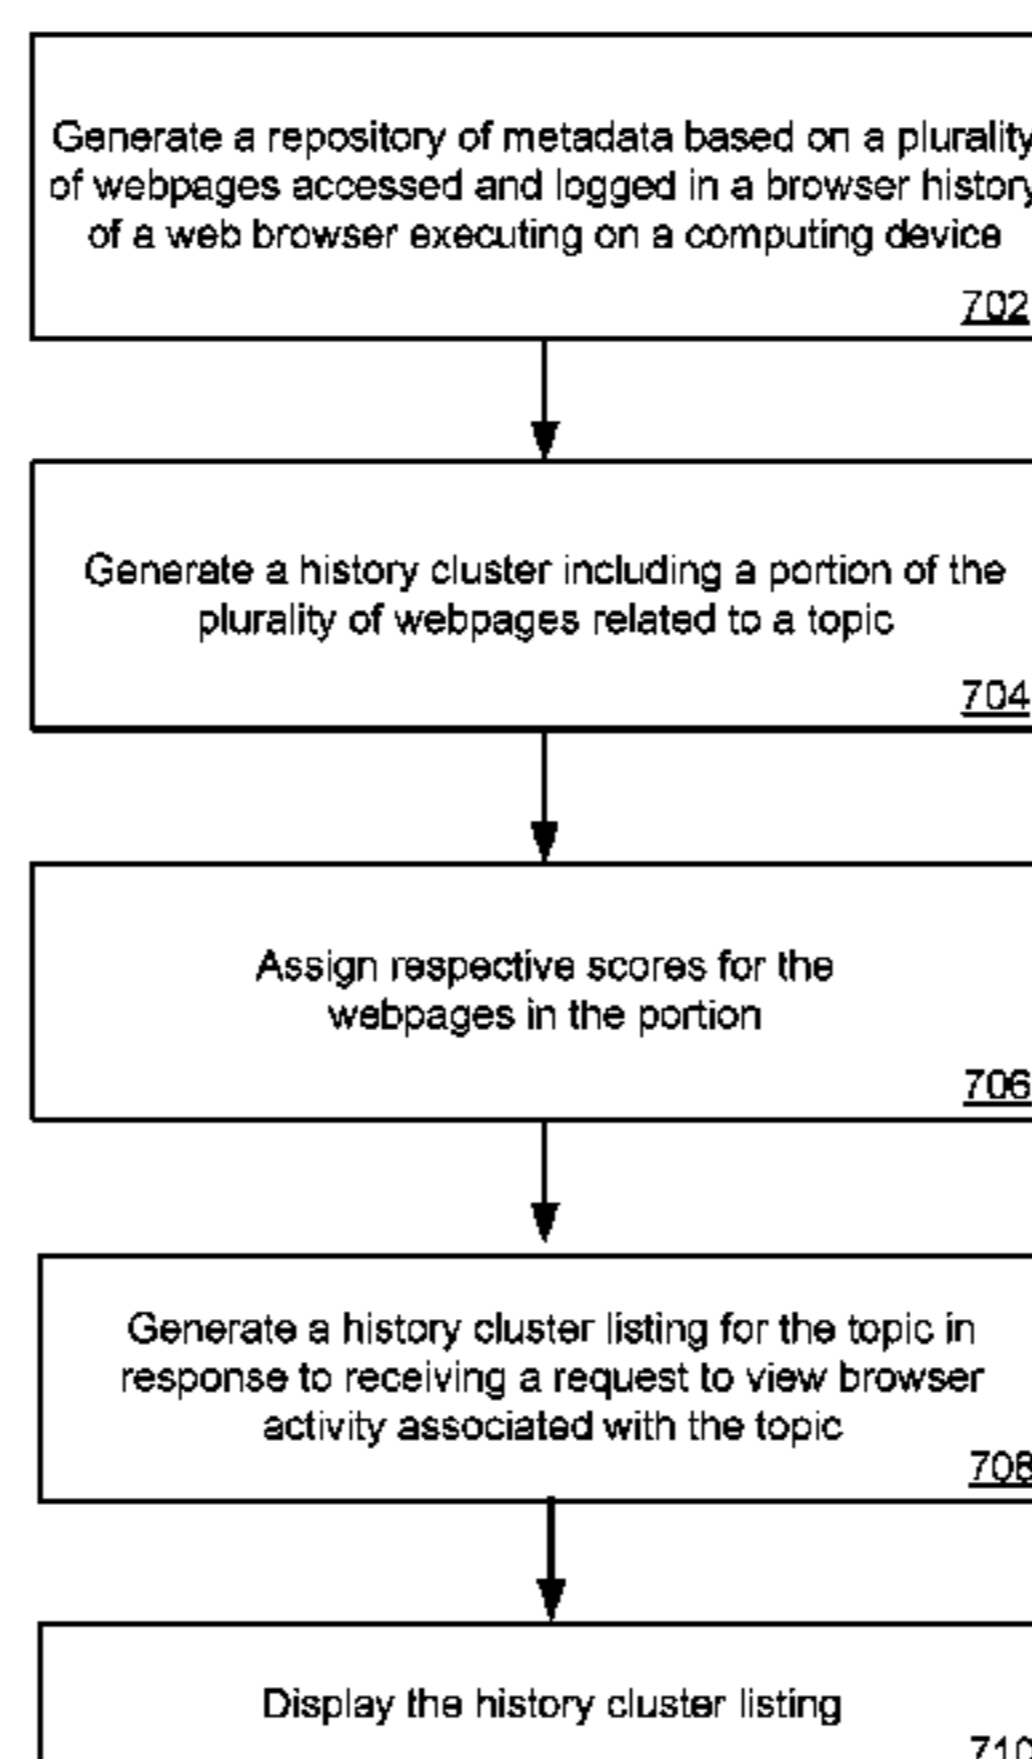 Generate a repository of metadata based on a plurality
of webpages accessed and logged in a browser history
of a web browser executing on a computing device
702
Generate a history cluster including a portion of the
plurality of webpages related to a topic
704
Assign respective scores for the
webpages in the portion
706
Generate a history cluster listing for the topic in
response to receiving a request to view browser
activity associated with the topic
708
Display the history cluster listing
710